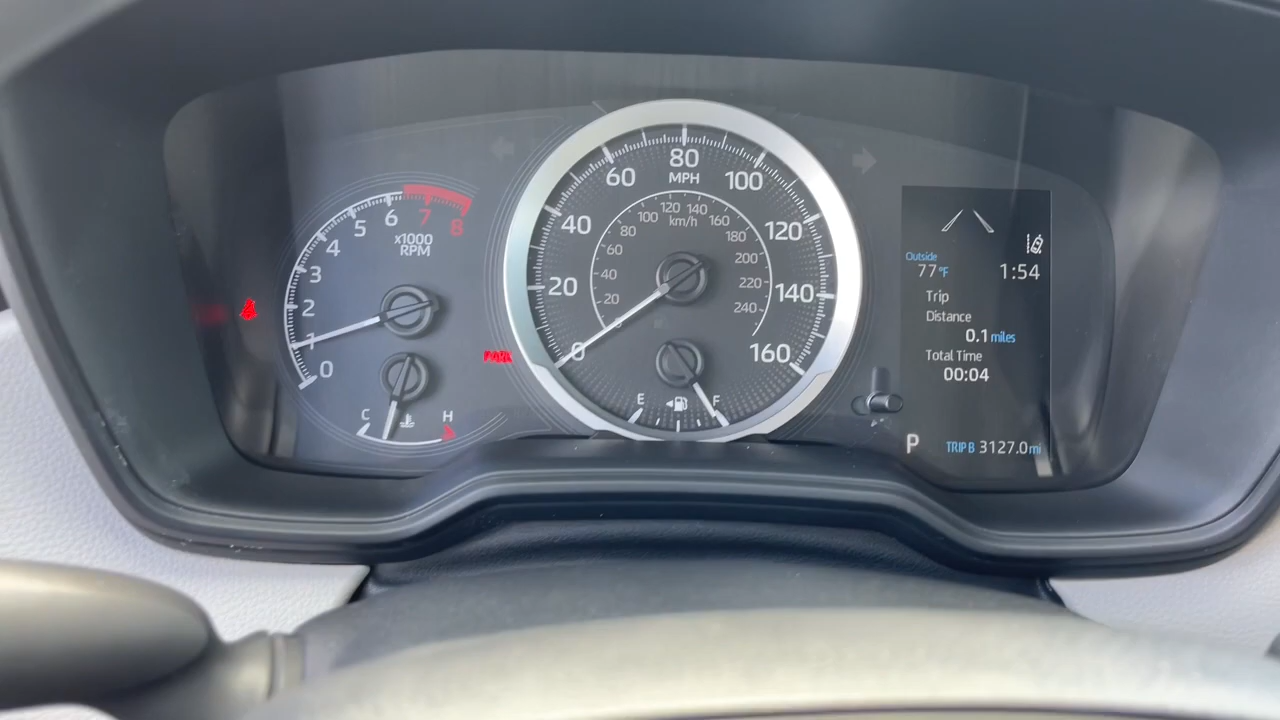 0
1
2
3
4
5
6
7
8
x1000
RPM
C
H
PARK
0
20
40
60
80
100
120
140
160
MPH
20
40
60
80
100
120
140
160
180
200
220
240
km/h
E
F
Outside
77°F
1:54
Trip
Distance
0.1 miles
Total Time
00:04
P
TRIP B 3127.0 mi